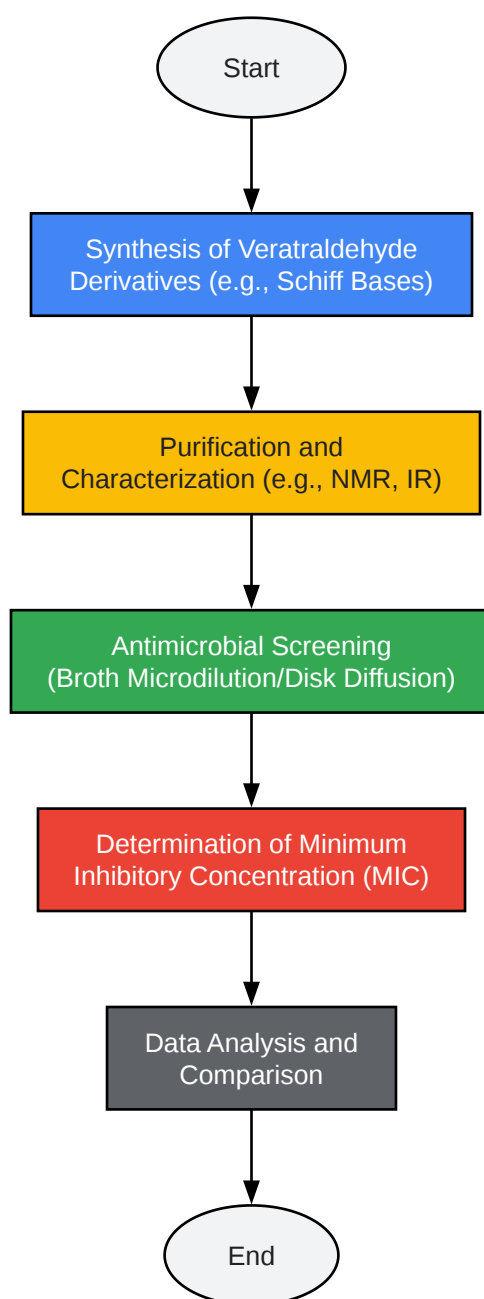 Start
Synthesis of Veratraldehyde
Derivatives (e.g., Schiff Bases)
Purification and
Characterization (e.g., NMR, IR)
Antimicrobial Screening
(Broth Microdilution/Disk Diffusion)
Determination of Minimum
Inhibitory Concentration (MIC)
Data Analysis and
Comparison
End